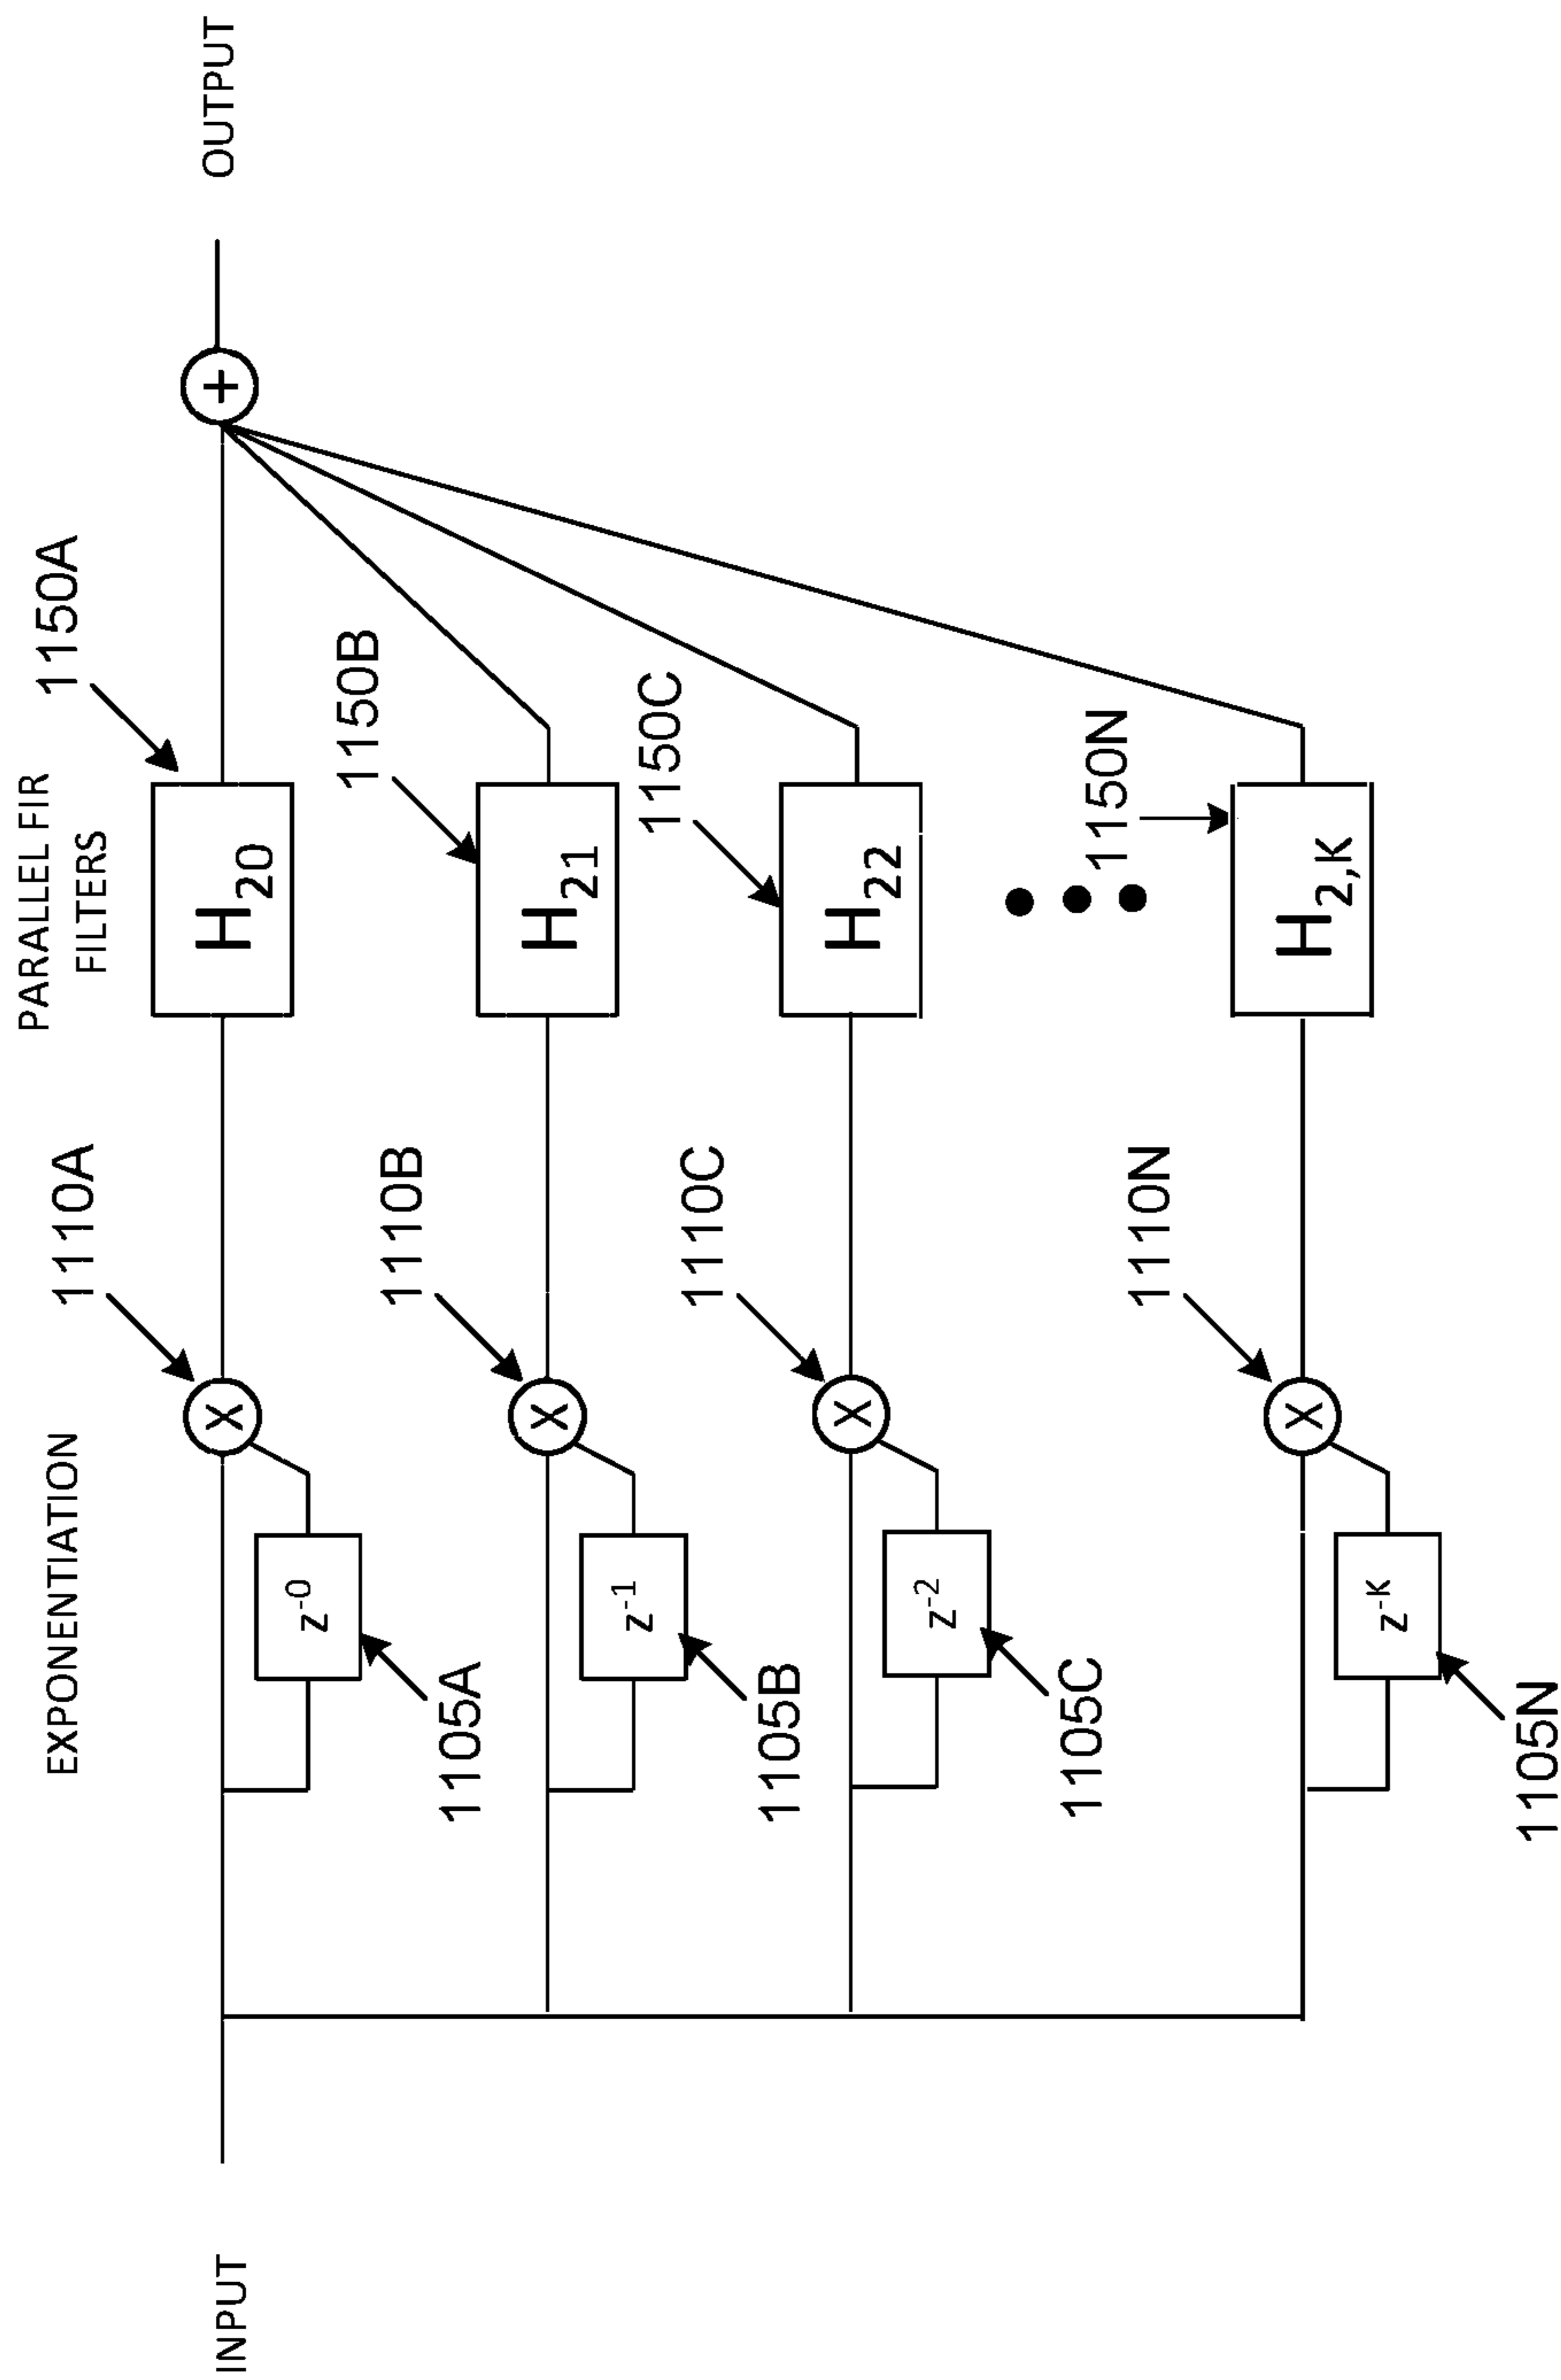 PARALLEL FIR
FILTERS
EXPONENTIATION
1110A
1150A
INPUT
z-0
X
H20
+
OUTPUT
1105A
1110B
1150B
z-1
X
H21
1105B
1110C
1150C
z-2
X
H22
1105C
1110N
1150N
z-K
X
H2,K
1105N